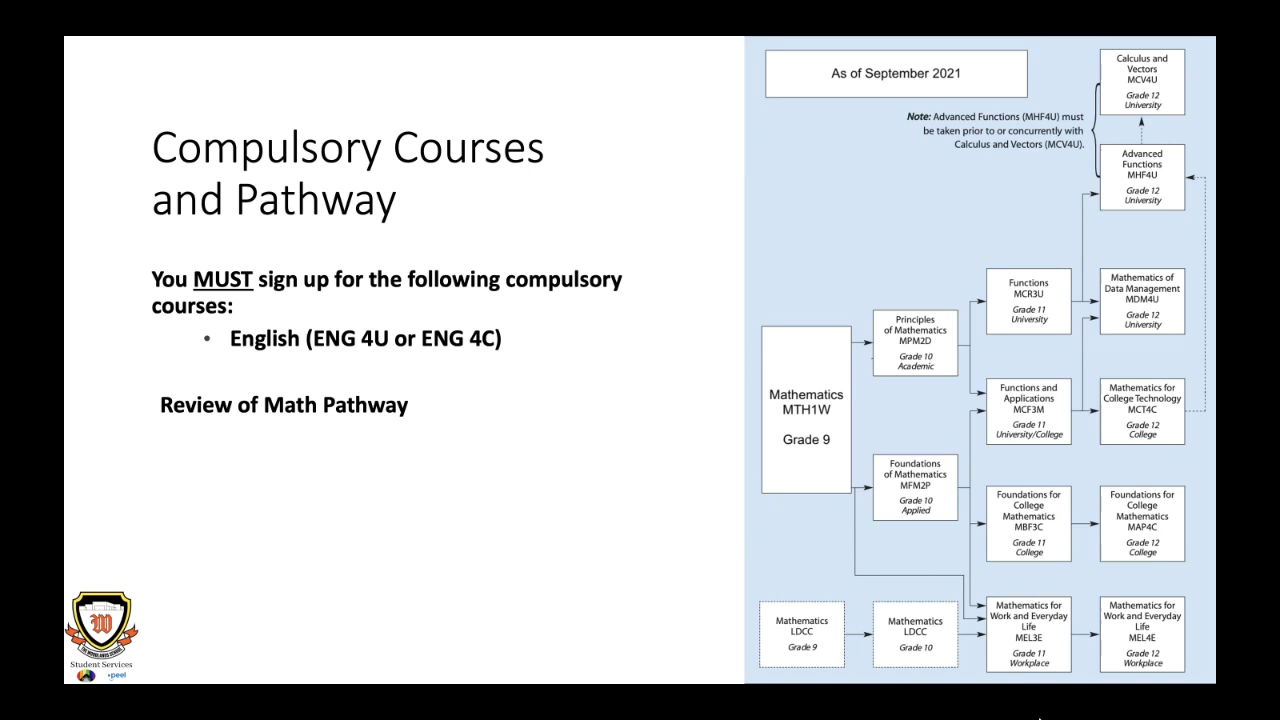 Compulsory Courses
and Pathway
You MUST sign up for the following compulsory
courses:
• English (ENG 4U or ENG 4C)
Review of Math Pathway
Student Services
peel
As of September 2021
Note: Advanced Functions (MHF4U) must
be taken prior to or concurrently with
Calculus and Vectors (MCV4U).
Calculus and
Vectors
MCV4U
Grade 12
University
Advanced
Functions
MHF4U
Grade 12
University
Mathematics
MTH1W
Grade 9
Principles
of Mathematics
MPM2D
Grade 10
Academic
Functions
MCR3U
Grade 11
University
Mathematics of
Data Management
MDM4U
Grade 12
University
Functions and
Applications
MCF3M
Grade 11
University/College
Mathematics for
College Technology
MCT4C
Grade 12
College
Foundations
of Mathematics
MFM2P
Grade 10
Applied
Foundations for
College
Mathematics
MBF3C
Grade 11
College
Foundations for
College
Mathematics
MAP4C
Grade 12
College
Mathematics
LDCC
Grade 9
Mathematics
LDCC
Grade 10
Mathematics for
Work and Everyday
Life
MEL3E
Grade 11
Workplace
Mathematics for
Work and Everyday
Life
MEL4E
Grade 12
Workplace